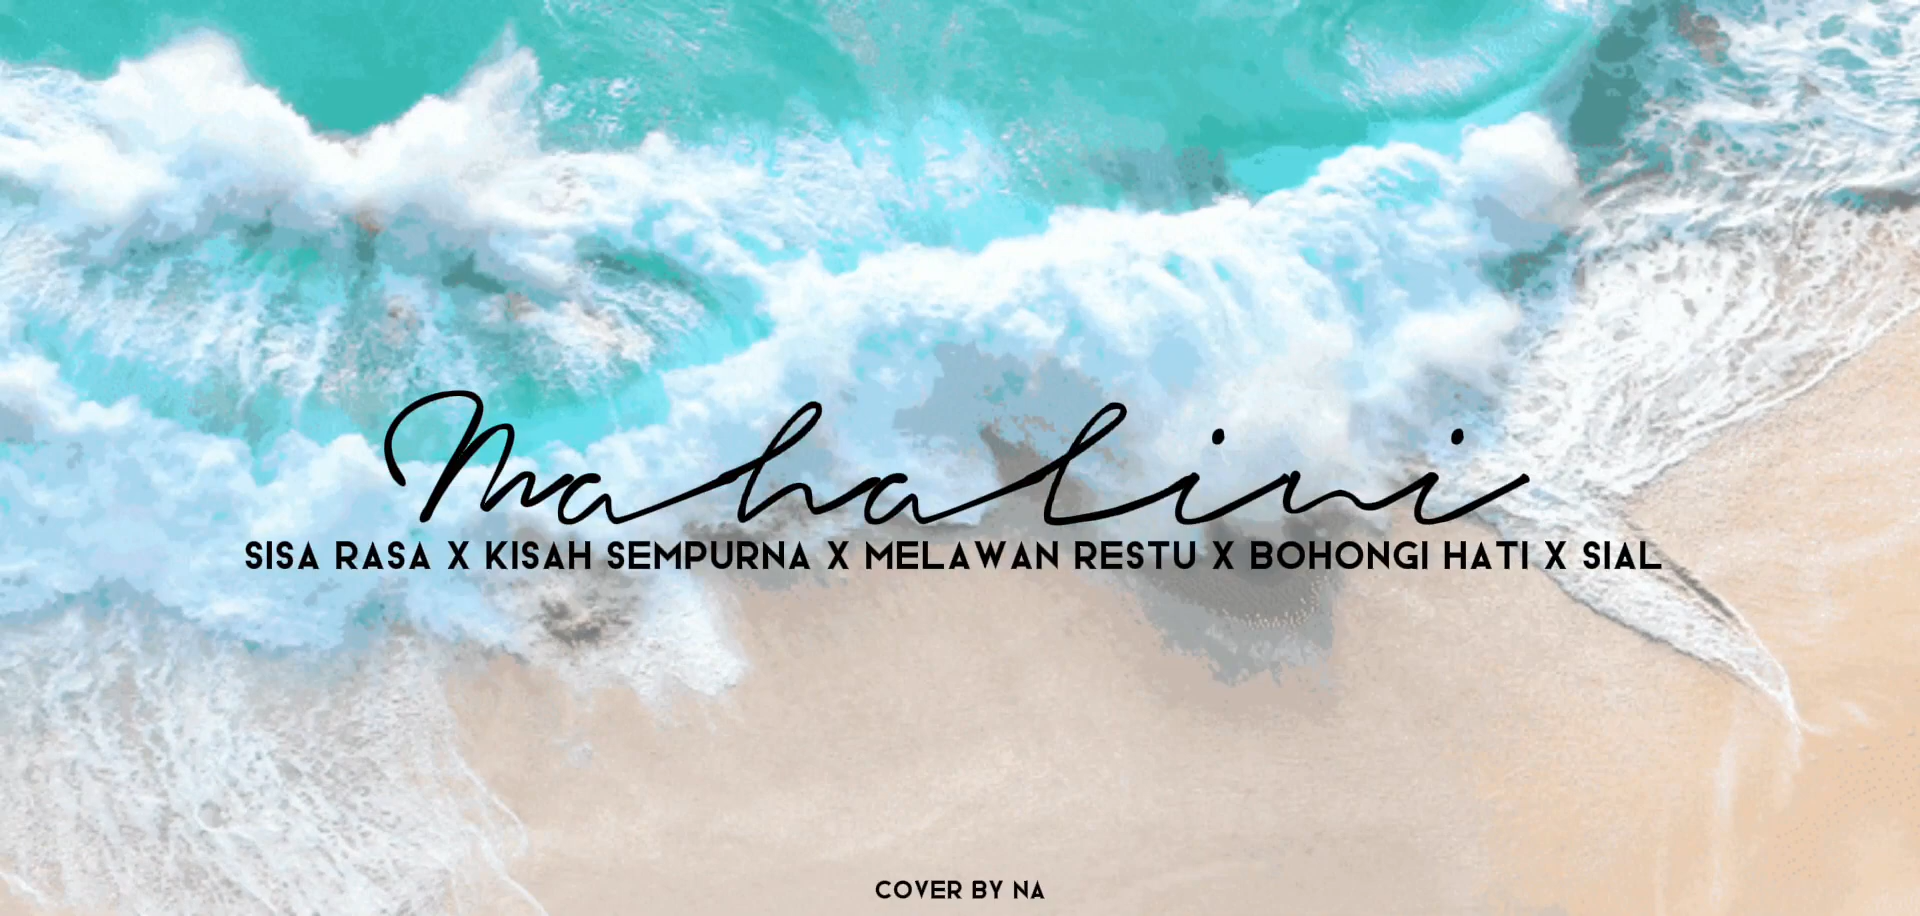 Mahalini
SISA RASA X KISAH SEMPURNA X MELAWAN RESTU X BOHONGI HATI X SIAL
COVER BY NA